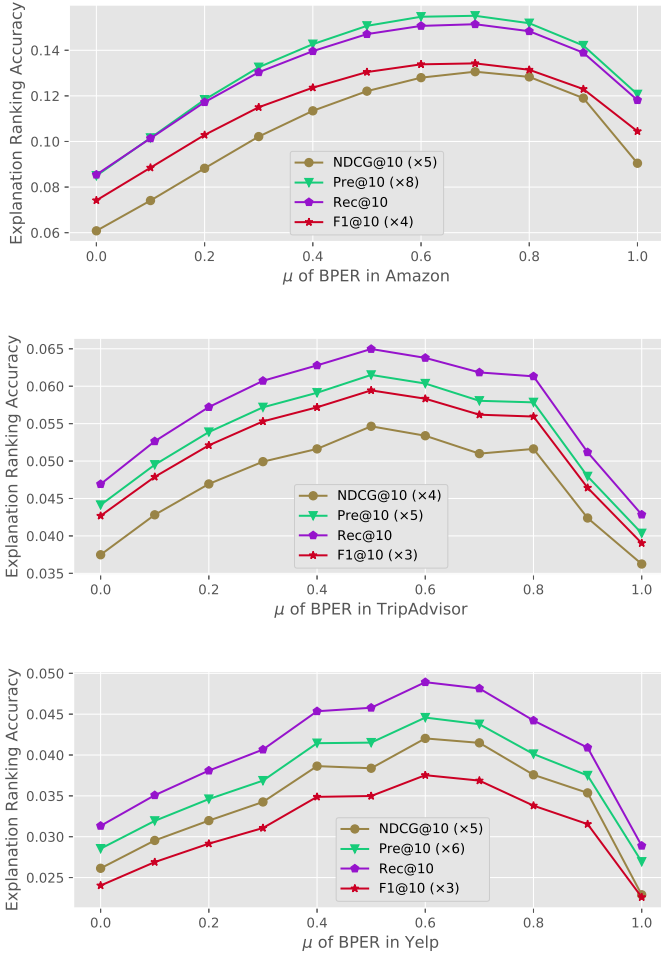 Explanation Ranking Accuracy
0.14
0.12
0.10
0.08
0.06
NDCG@10 (×5)
Pre@10 (×8)
Rec@10
F1@10 (×4)
0.0 0.2 0.4 0.6 0.8 1.0
μ of BPER in Amazon
Explanation Ranking Accuracy
0.065
0.060
0.055
0.050
0.045
0.040
0.035
NDCG@10 (×4)
Pre@10 (×5)
Rec@10
F1@10 (×3)
0.0 0.2 0.4 0.6 0.8 1.0
μ of BPER in TripAdvisor
Explanation Ranking Accuracy
0.050
0.045
0.040
0.035
0.030
0.025
NDCG@10 (×5)
Pre@10 (×6)
Rec@10
F1@10 (×3)
0.0 0.2 0.4 0.6 0.8 1.0
μ of BPER in Yelp